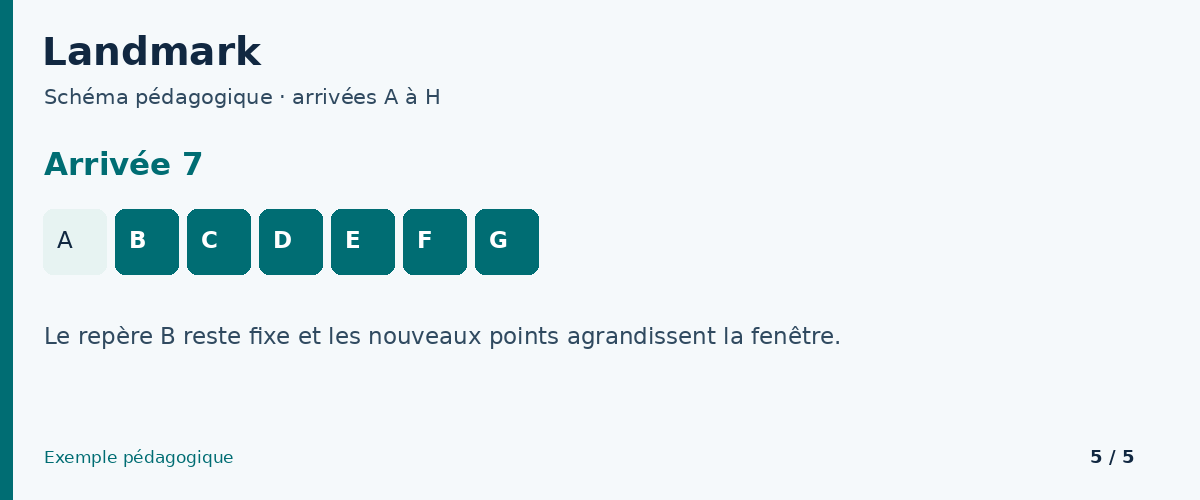 Landmark
Schéma pédagogique · arrivées A à H
Arrivée 7
A B C D E F G
Le repère B reste fixe et les nouveaux points agrandissent la fenêtre.
Exemple pédagogique
5 / 5